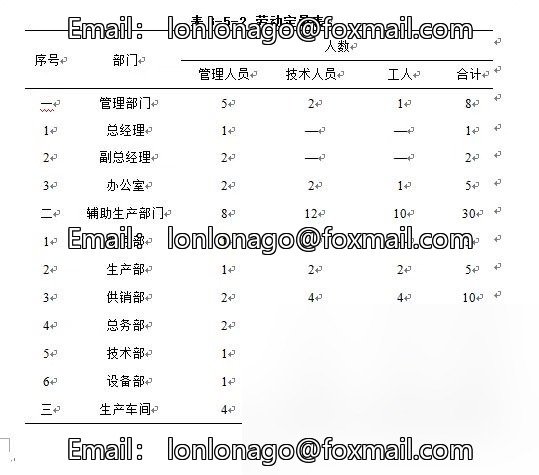 Email： lonlonago@foxmail.com
人数
序号 部门
管理人员 技术人员 工人 合计
一 管理部门 5 2 1 8
1 总经理 1 — — 1
2 副总经理 2 — — 2
3 办公室 2 2 1 5
二 辅助生产部门 8 12 10 30
Email： lonlonago@foxmail.com
2 生产部 1 2 2 5
3 供销部 2 4 4 10
4 总务部 2
5 技术部 1
6 设备部 1
三 生产车间 4
Email： lonlonago@foxmail.com